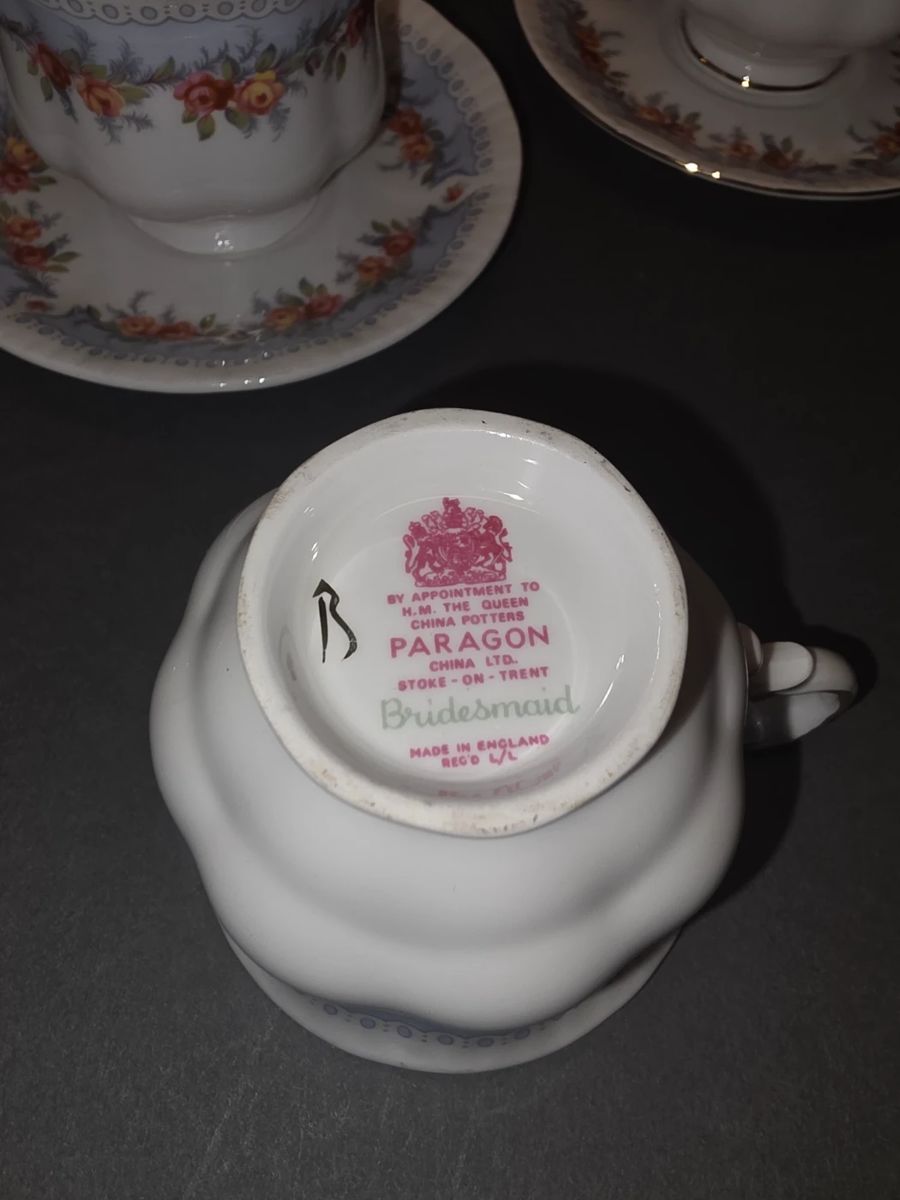 BY APPOINTMENT TO
H.M. THE QUEEN
CHINA POTTERS
PARAGON
CHINA LTD.
STOKE-ON-TRENT
Bridesmaid
MADE IN ENGLAND
REG'D
B